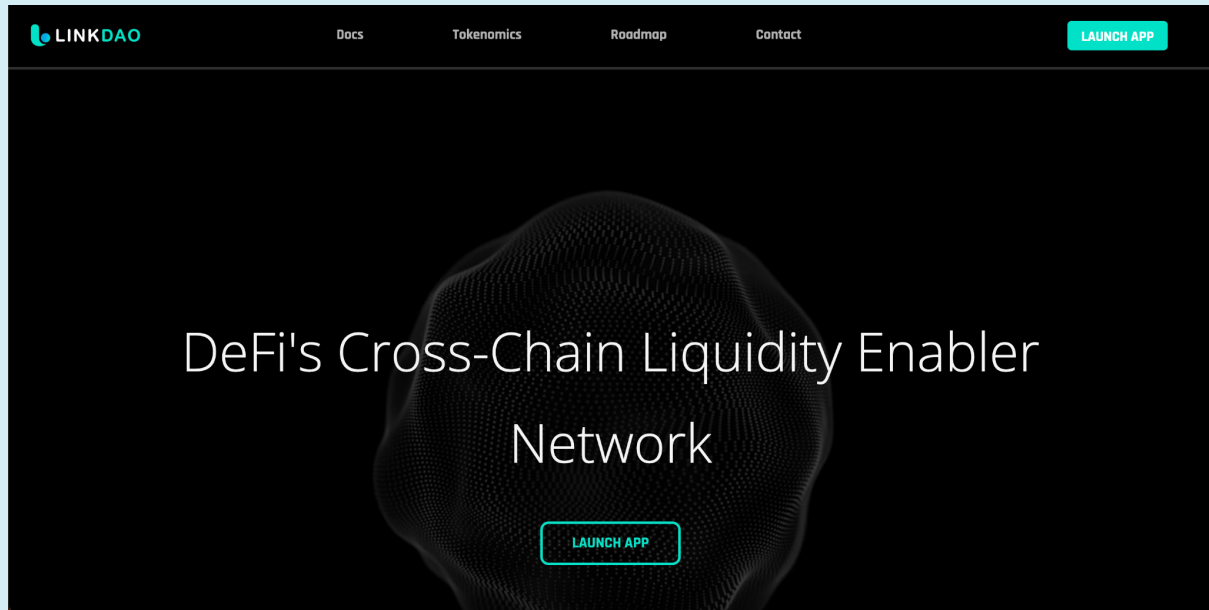 LINKDAO
Docs
Tokenomics
Roadmap
Contact
LAUNCH APP
DeFi's Cross-Chain Liquidity Enabler
Network
LAUNCH APP